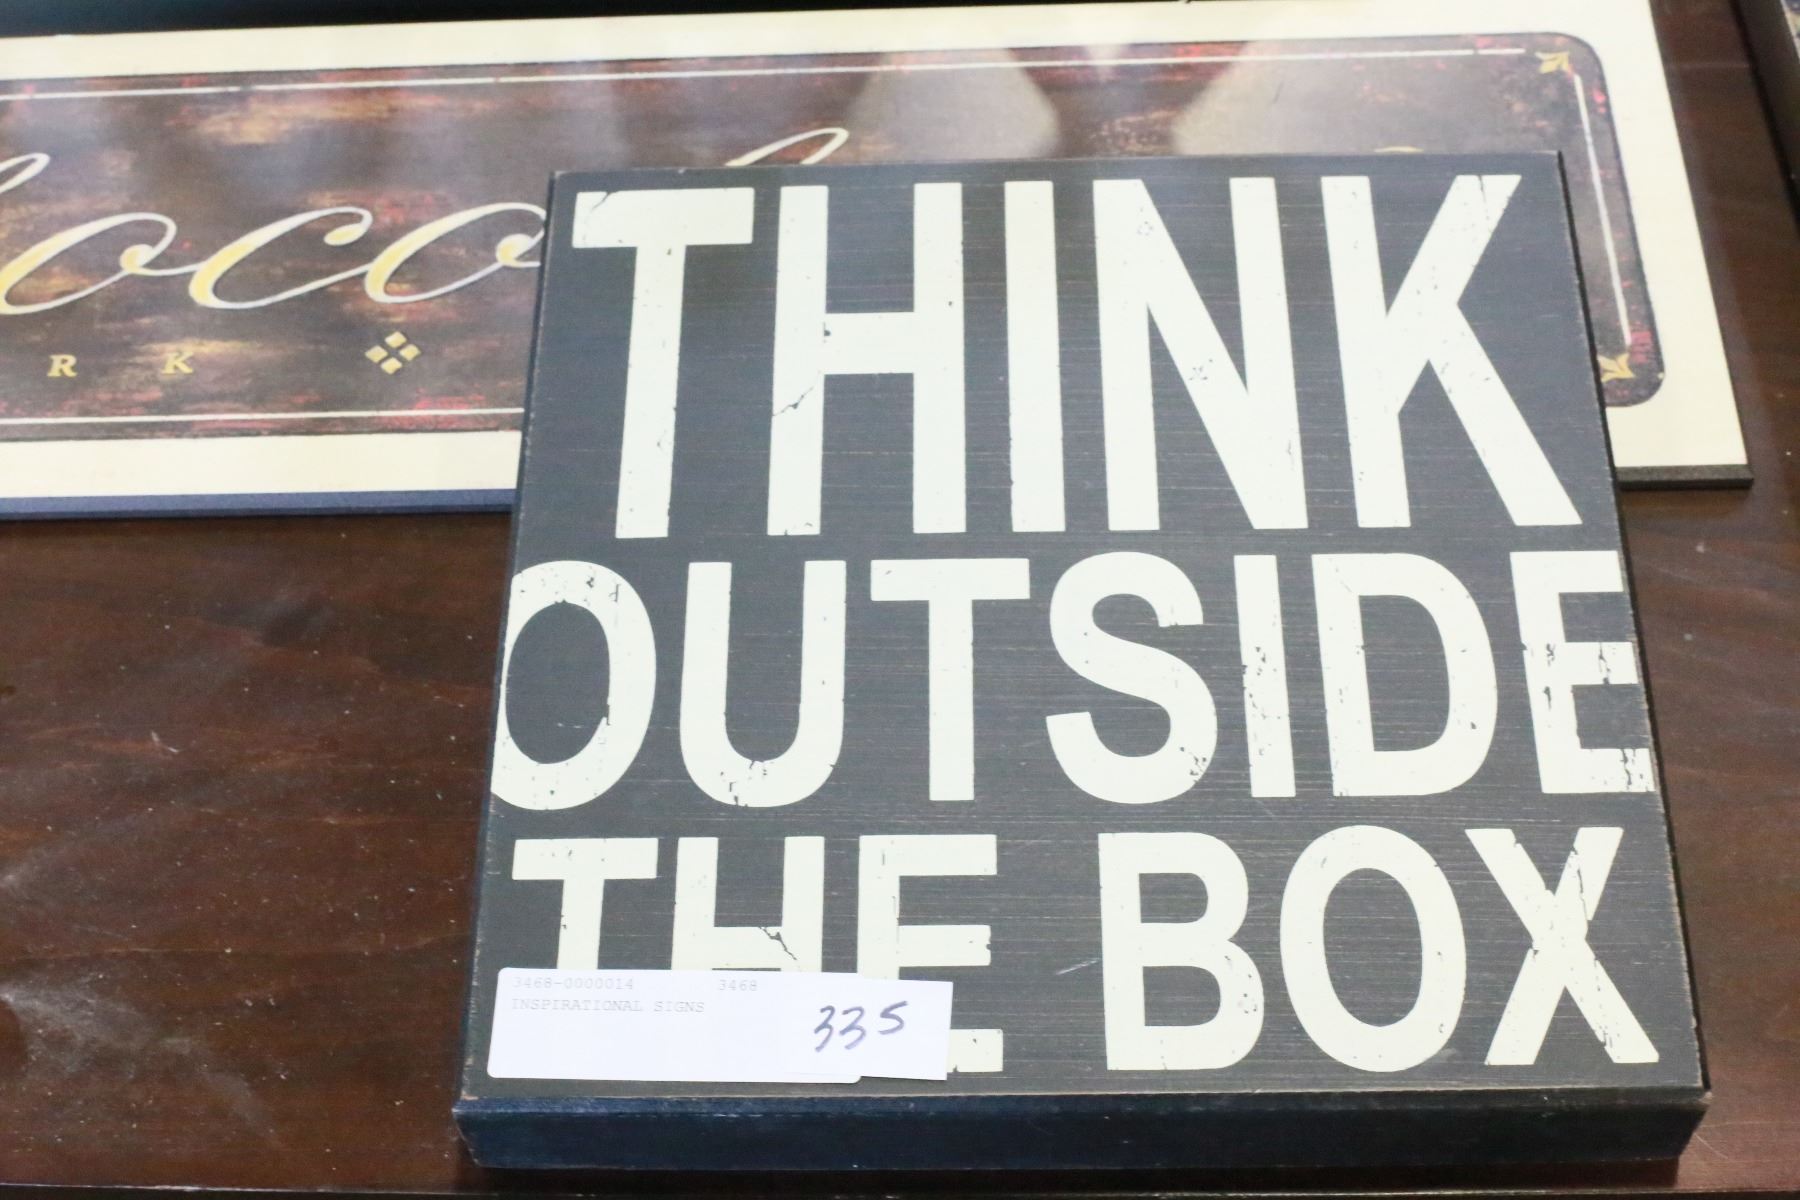 R K
THINK
OUTSIDE
THE BOX
3468-0000014 3468
INSPIRATIONAL SIGNS
335